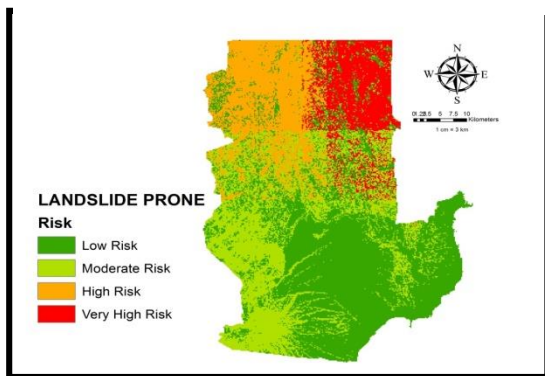 N
W E
S
Kilometers
1 cm = 3 km
LANDSLIDE PRONE
Risk
Low Risk
Moderate Risk
High Risk
Very High Risk